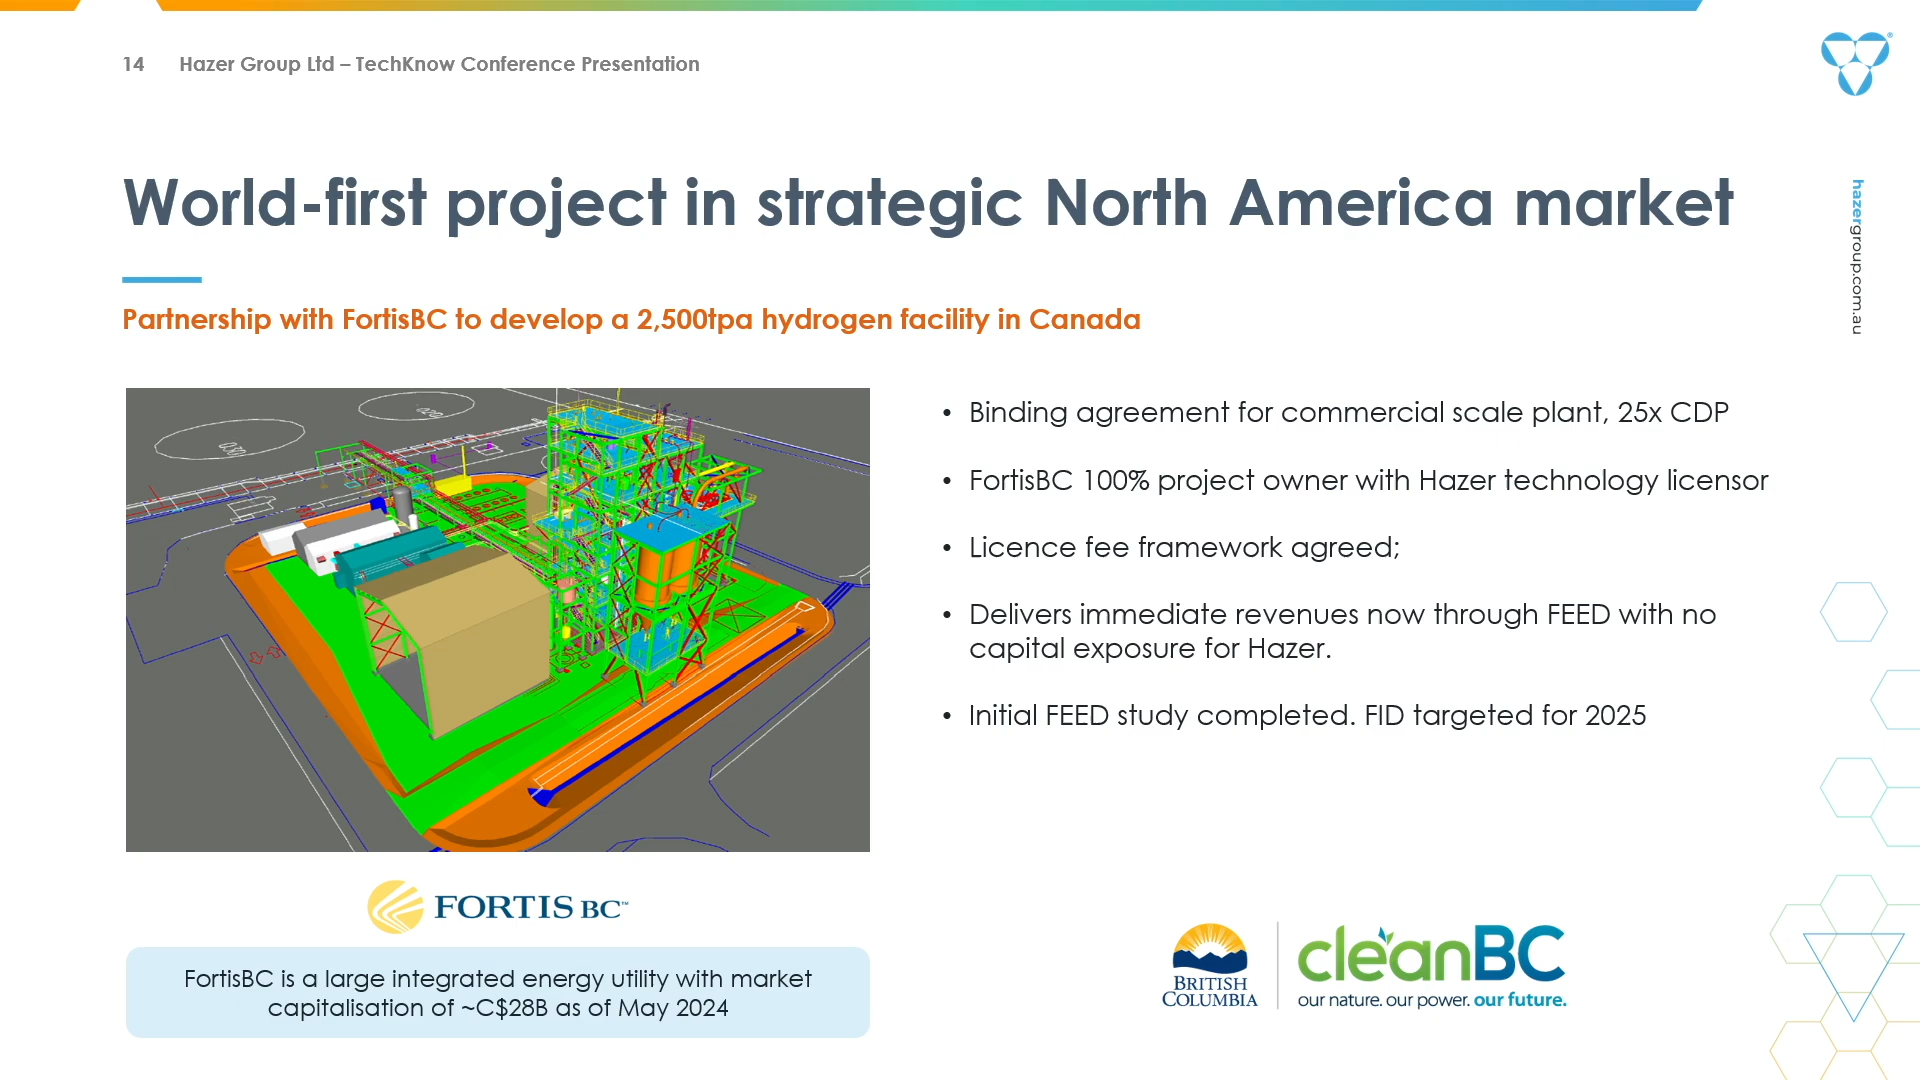 14 Hazer Group Ltd – TechKnow Conference Presentation
hazergroup.com.au
World-first project in strategic North America market
Partnership with FortisBC to develop a 2,500tpa hydrogen facility in Canada
• Binding agreement for commercial scale plant, 25x CDP
• FortisBC 100% project owner with Hazer technology licensor
• Licence fee framework agreed;
• Delivers immediate revenues now through FEED with no
capital exposure for Hazer.
• Initial FEED study completed. FID targeted for 2025
FORTIS BC™
FortisBC is a large integrated energy utility with market
capitalisation of ~C$28B as of May 2024
BRITISH
COLUMBIA
cleanBC
our nature. our power. our future.